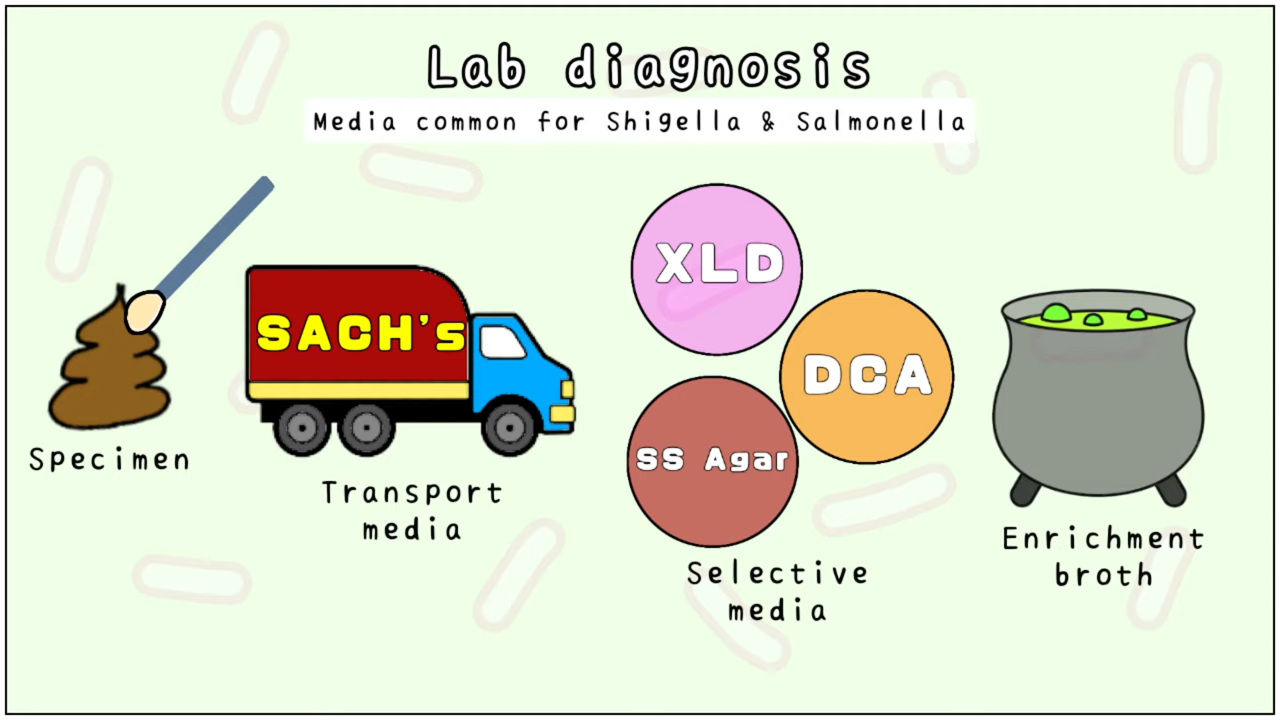 Lab diagnosis
Media common for Shigella & Salmonella
SACH's
XLD
DCA
SS Agar
Specimen
Transport
media
Selective
media
Enrichment
broth